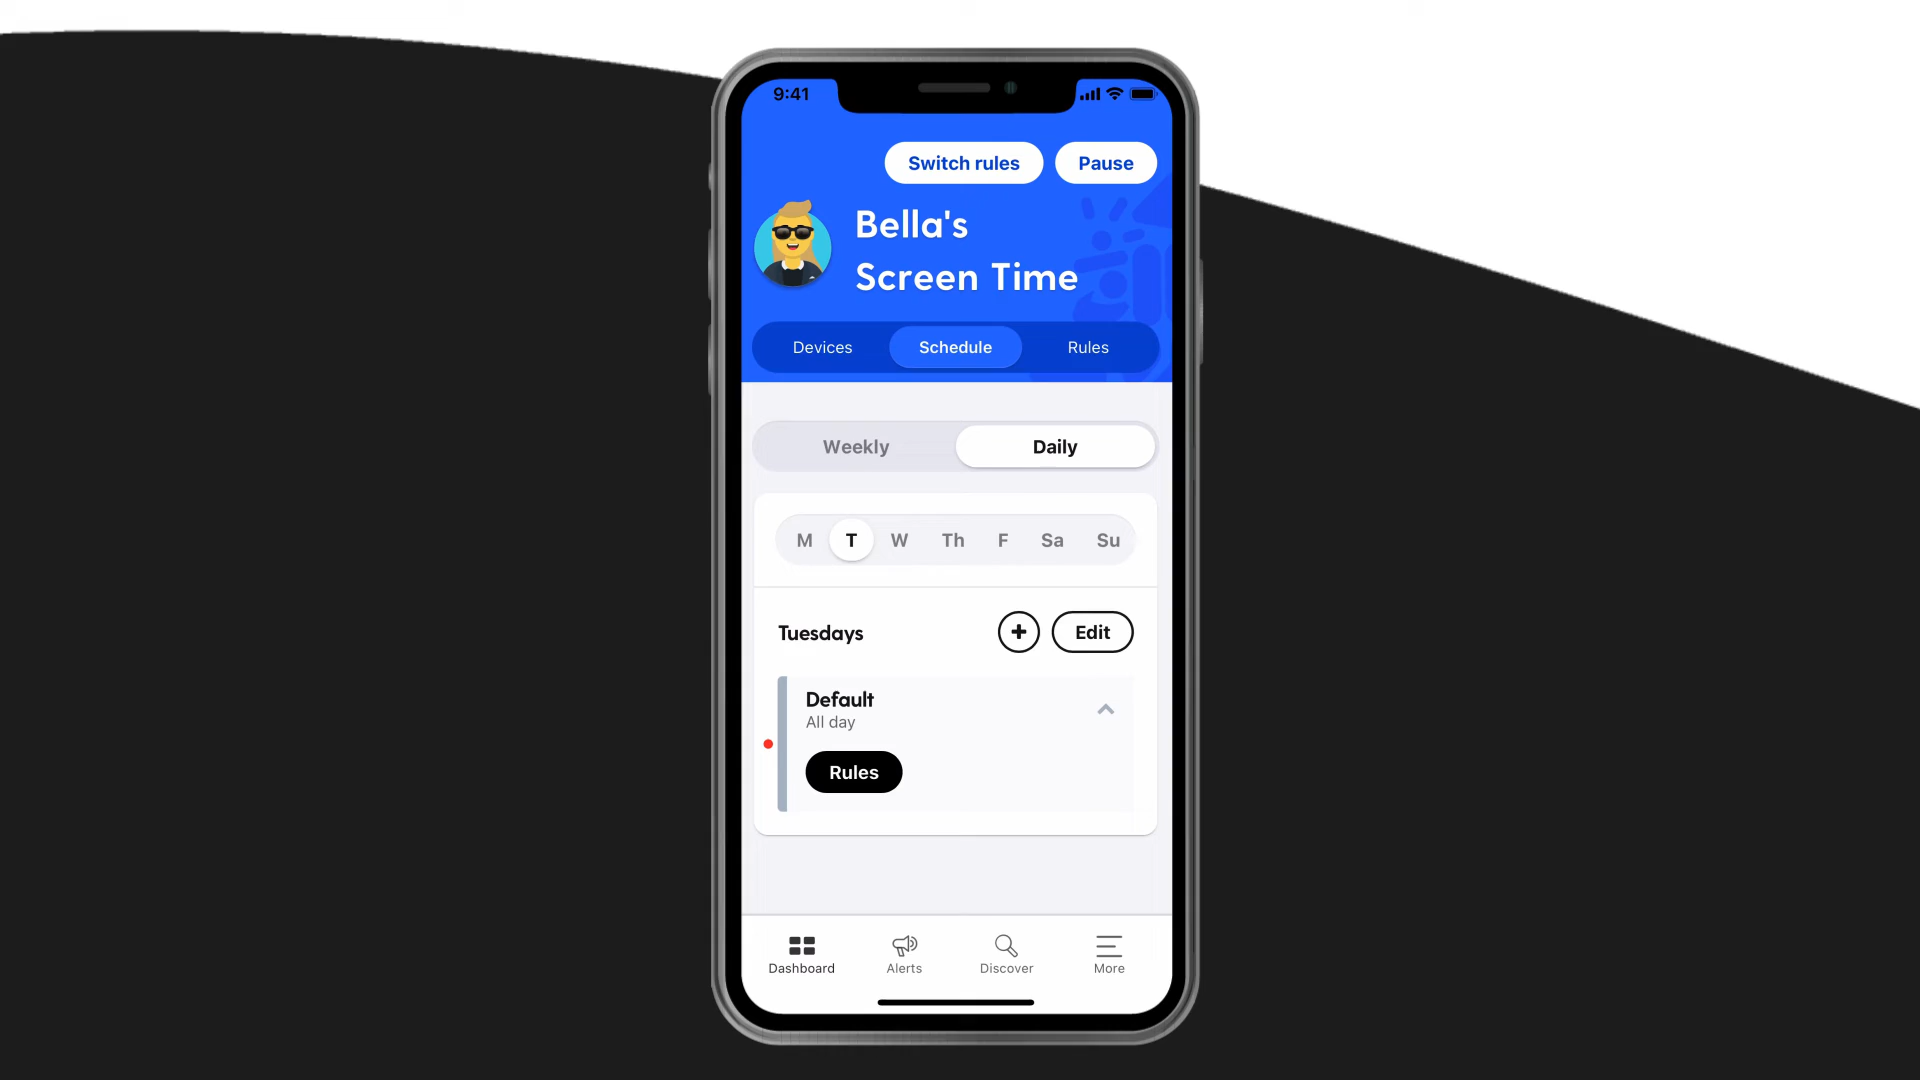 9:41
Switch rules
Pause
Bella's
Screen Time
Devices
Schedule
Rules
Weekly
Daily
M T W Th F Sa Su
Tuesdays
+ Edit
Default
All day
Rules
Dashboard
Alerts
Discover
More